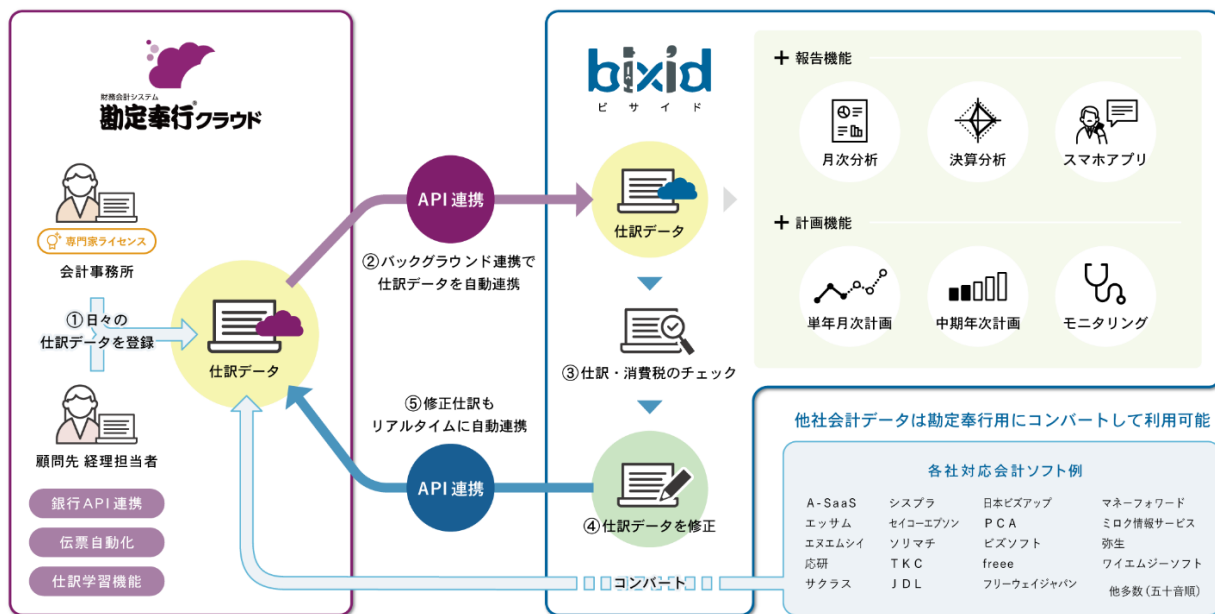 財務会計システム
勘定奉行クラウド
専門家ライセンス
会計事務所
①日々の
仕訳データを登録
顧問先 経理担当者
銀行API連携
伝票自動化
仕訳学習機能
仕訳データ
API連携
②バックグラウンド連携で
仕訳データを自動連携
⑤修正仕訳も
リアルタイムに自動連携
API連携
bixid
ビサイド
仕訳データ
③仕訳・消費税のチェック
④仕訳データを修正
コンバート
+ 報告機能
月次分析
決算分析
スマホアプリ
+ 計画機能
単年月次計画
中期年次計画
モニタリング
他社会計データは勘定奉行用にコンバートして利用可能
各社対応会計ソフト例
A-SaaS
エッサム
エヌエムシイ
応研
サクラス
シスプラ
セイコーエプソン
ソリマチ
TKC
JDL
日本ビズアップ
PCA
ビズソフト
freee
フリーウェイジャパン
マネーフォワード
ミロク情報サービス
弥生
ワイエムジーソフト
他多数(五十音順)